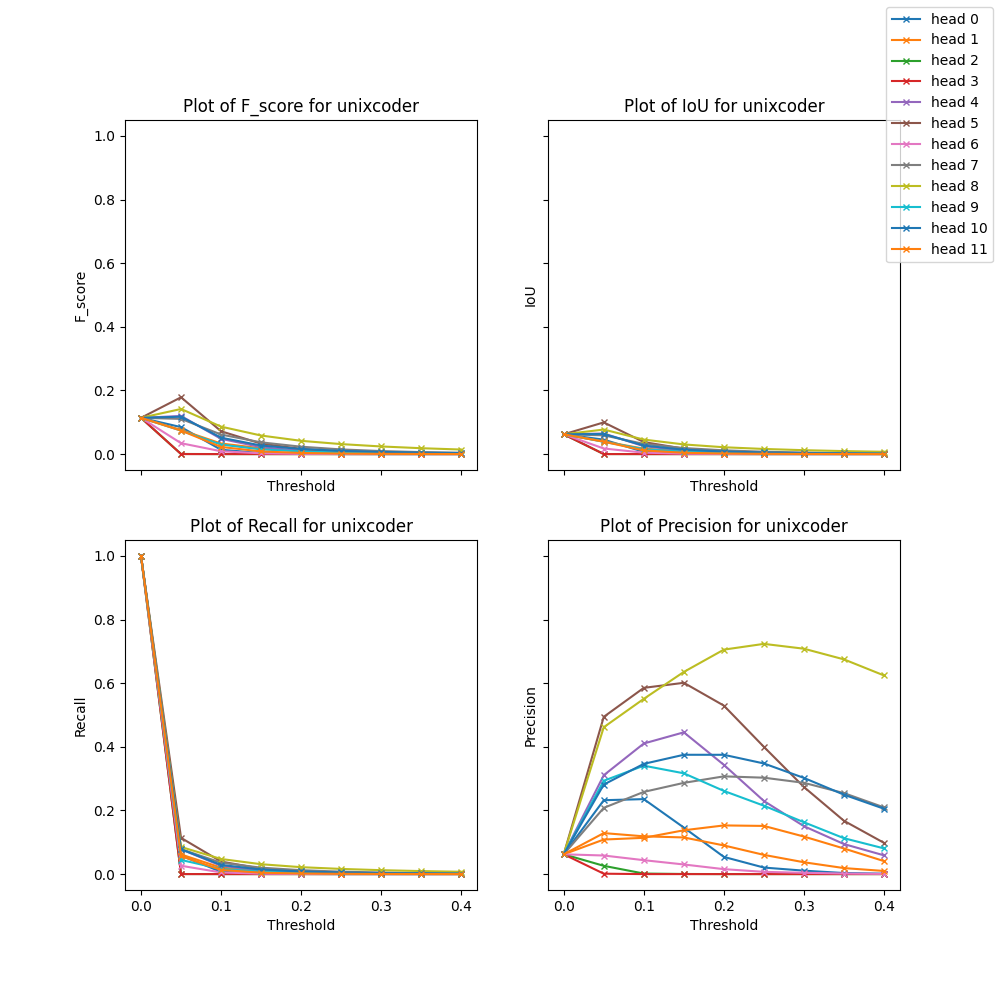 head 0
head 1
head 2
head 3
head 4
head 5
head 6
head 7
head 8
head 9
head 10
head 11
Plot of F_score for unixcoder
1.0
0.8
0.6
0.4
0.2
0.0
F_score
Threshold
Plot of IoU for unixcoder
IoU
Threshold
Plot of Recall for unixcoder
1.0
0.8
0.6
0.4
0.2
0.0
Recall
0.0 0.1 0.2 0.3 0.4
Threshold
Plot of Precision for unixcoder
Precision
0.0 0.1 0.2 0.3 0.4
Threshold